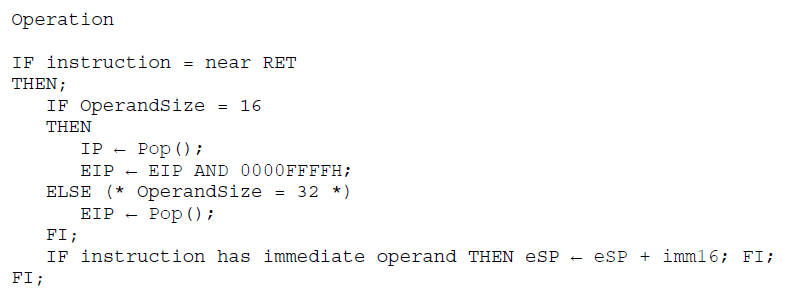 Operation
IF instruction = near RET
THEN;
IF OperandSize = 16
THEN
IP ← Pop();
EIP ← EIP AND 0000FFFFH;
ELSE (* OperandSize = 32 *)
EIP ← Pop();
FI;
IF instruction has immediate operand THEN eSP ← eSP + imm16; FI;
FI;